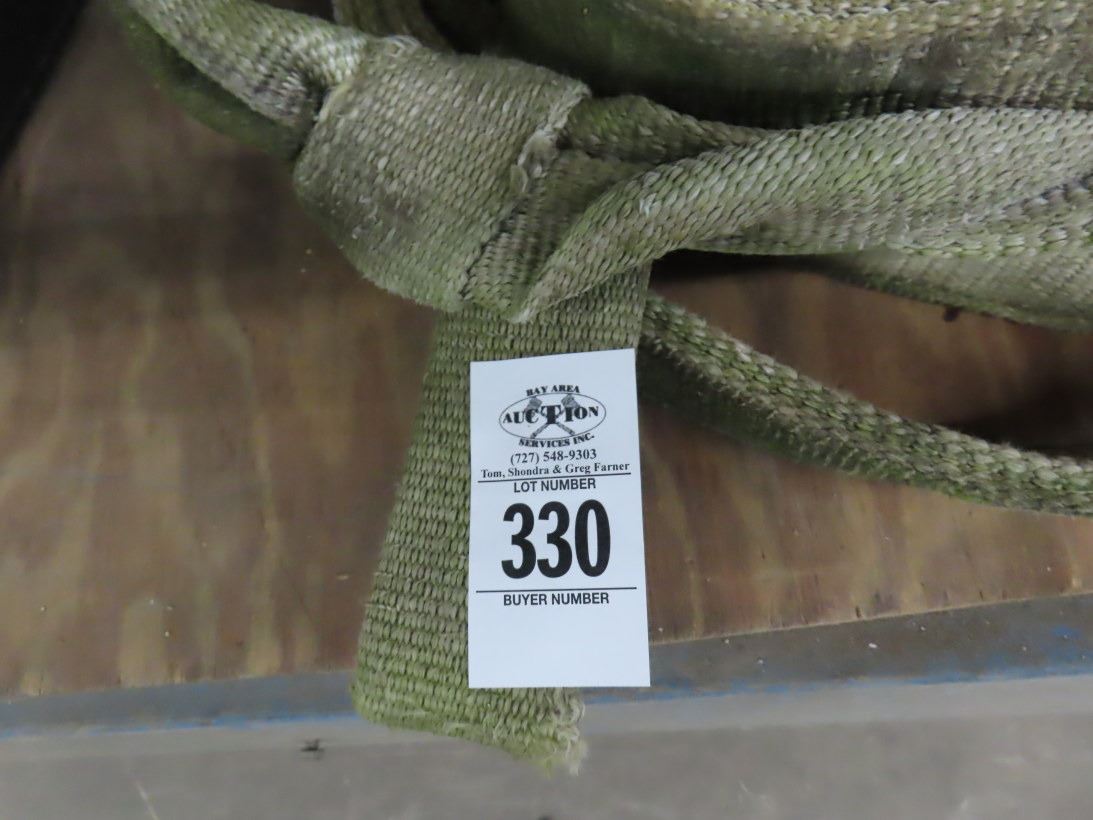 BAY AREA
AUCTION
SERVICES INC.
(727) 548-9303
Tom, Shondra & Greg Farner
LOT NUMBER
330
BUYER NUMBER